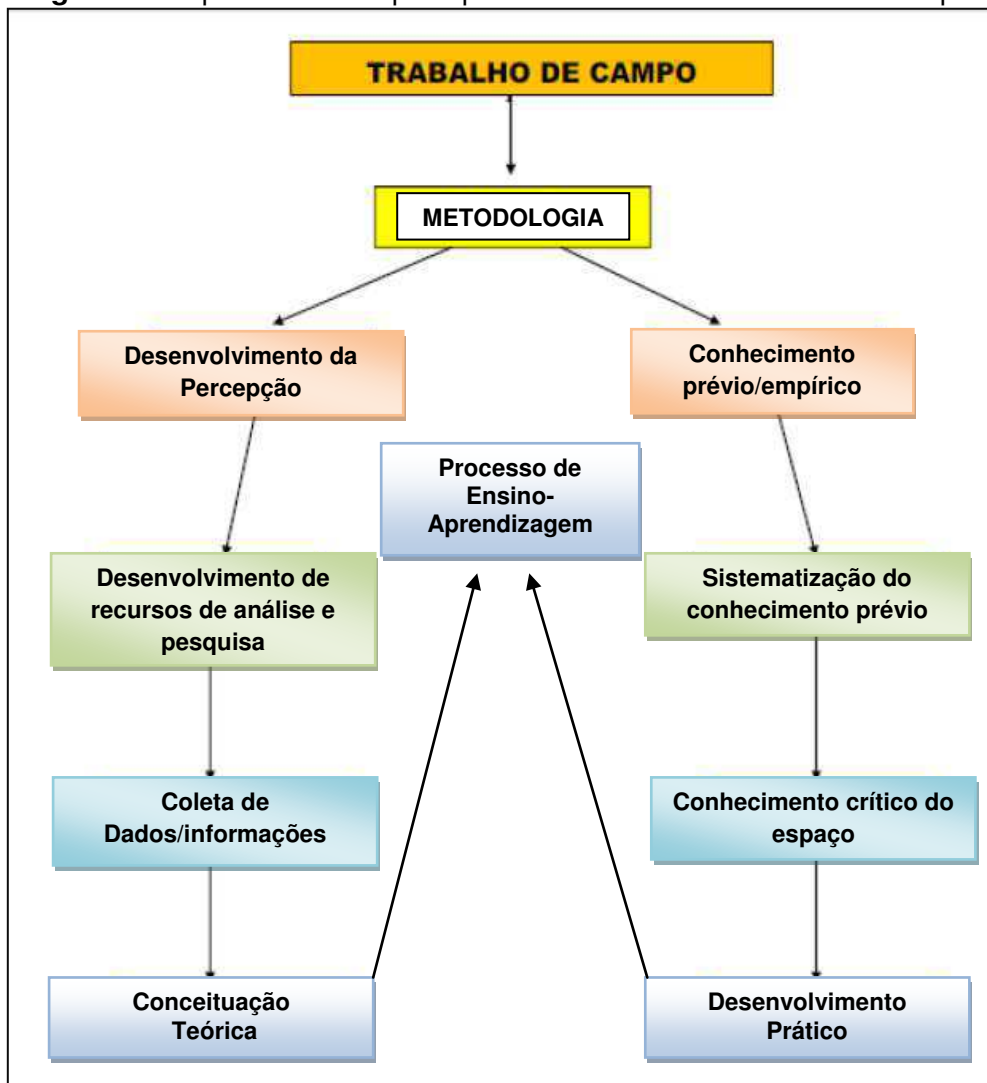 TRABALHO DE CAMPO
METODOLOGIA
Desenvolvimento da
Percepção
Conhecimento
prévio/empírico
Processo de
Ensino-
Aprendizagem
Desenvolvimento de
recursos de análise e
pesquisa
Sistematização do
conhecimento prévio
Coleta de
Dados/informações
Conhecimento crítico do
espaço
Conceituação
Teórica
Desenvolvimento
Prático